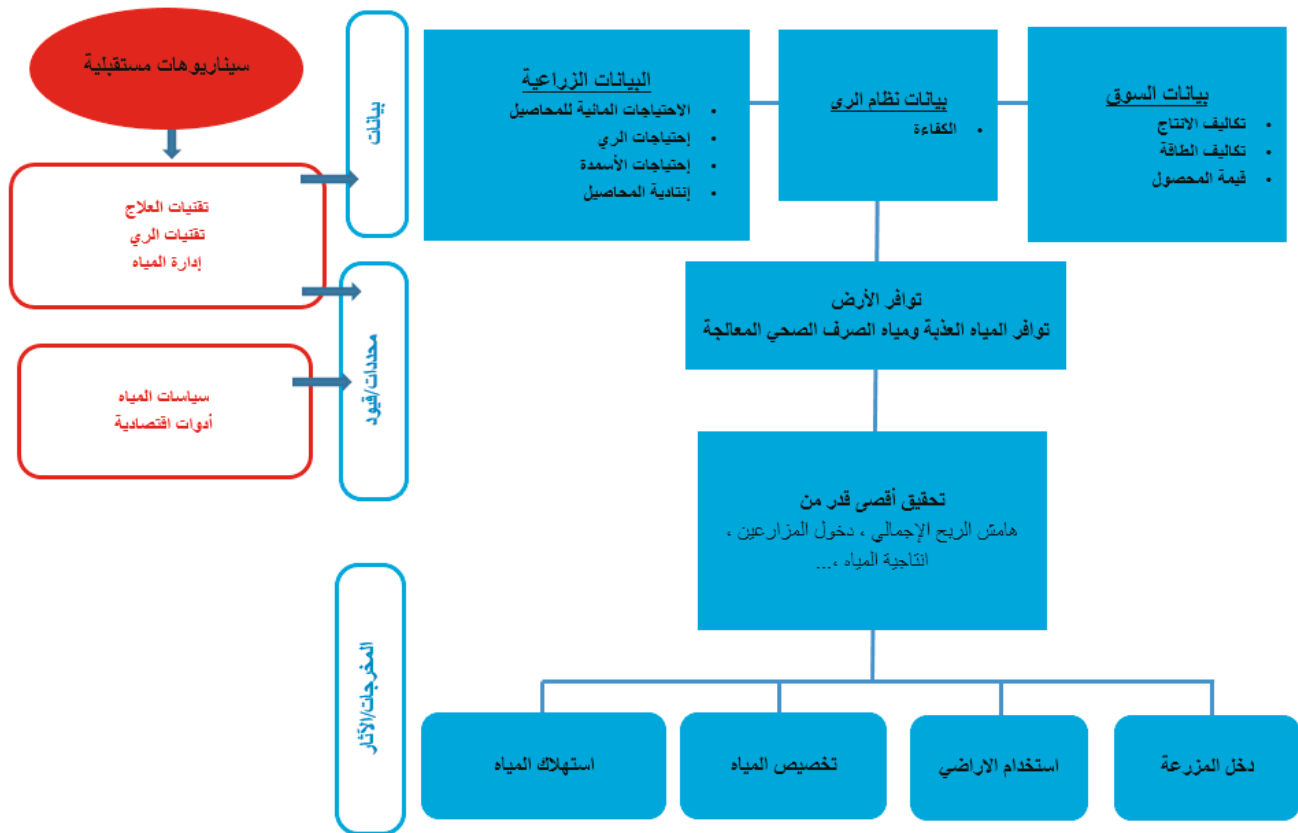 سيناريوهات مستقبلية
تقنيات العلاج
تقنيات الري
إدارة المياه
سياسات المياه
أدوات اقتصادية
بيانات
محددات/قيود
المخرجات/الآثار
بيانات السوق
• تكاليف الانتاج
• تكاليف الطاقة
• قيمة المحصول
بيانات نظام الري
• الكفاءة
البيانات الزراعية
• الاحتياجات المائية للمحاصيل
• إحتياجات الري
• إحتياجات الأسمدة
• إنتادية المحاصيل
توافر الأرض
توافر المياه العذبة ومياه الصرف الصحي المعالجة
تحقيق أقصى قدر من
هامش الربح الإجمالي ، دخول المزارعين ،
انتاجية المياه ،...
دخل المزرعة
استخدام الاراضي
تخصيص المياه
استهلاك المياه